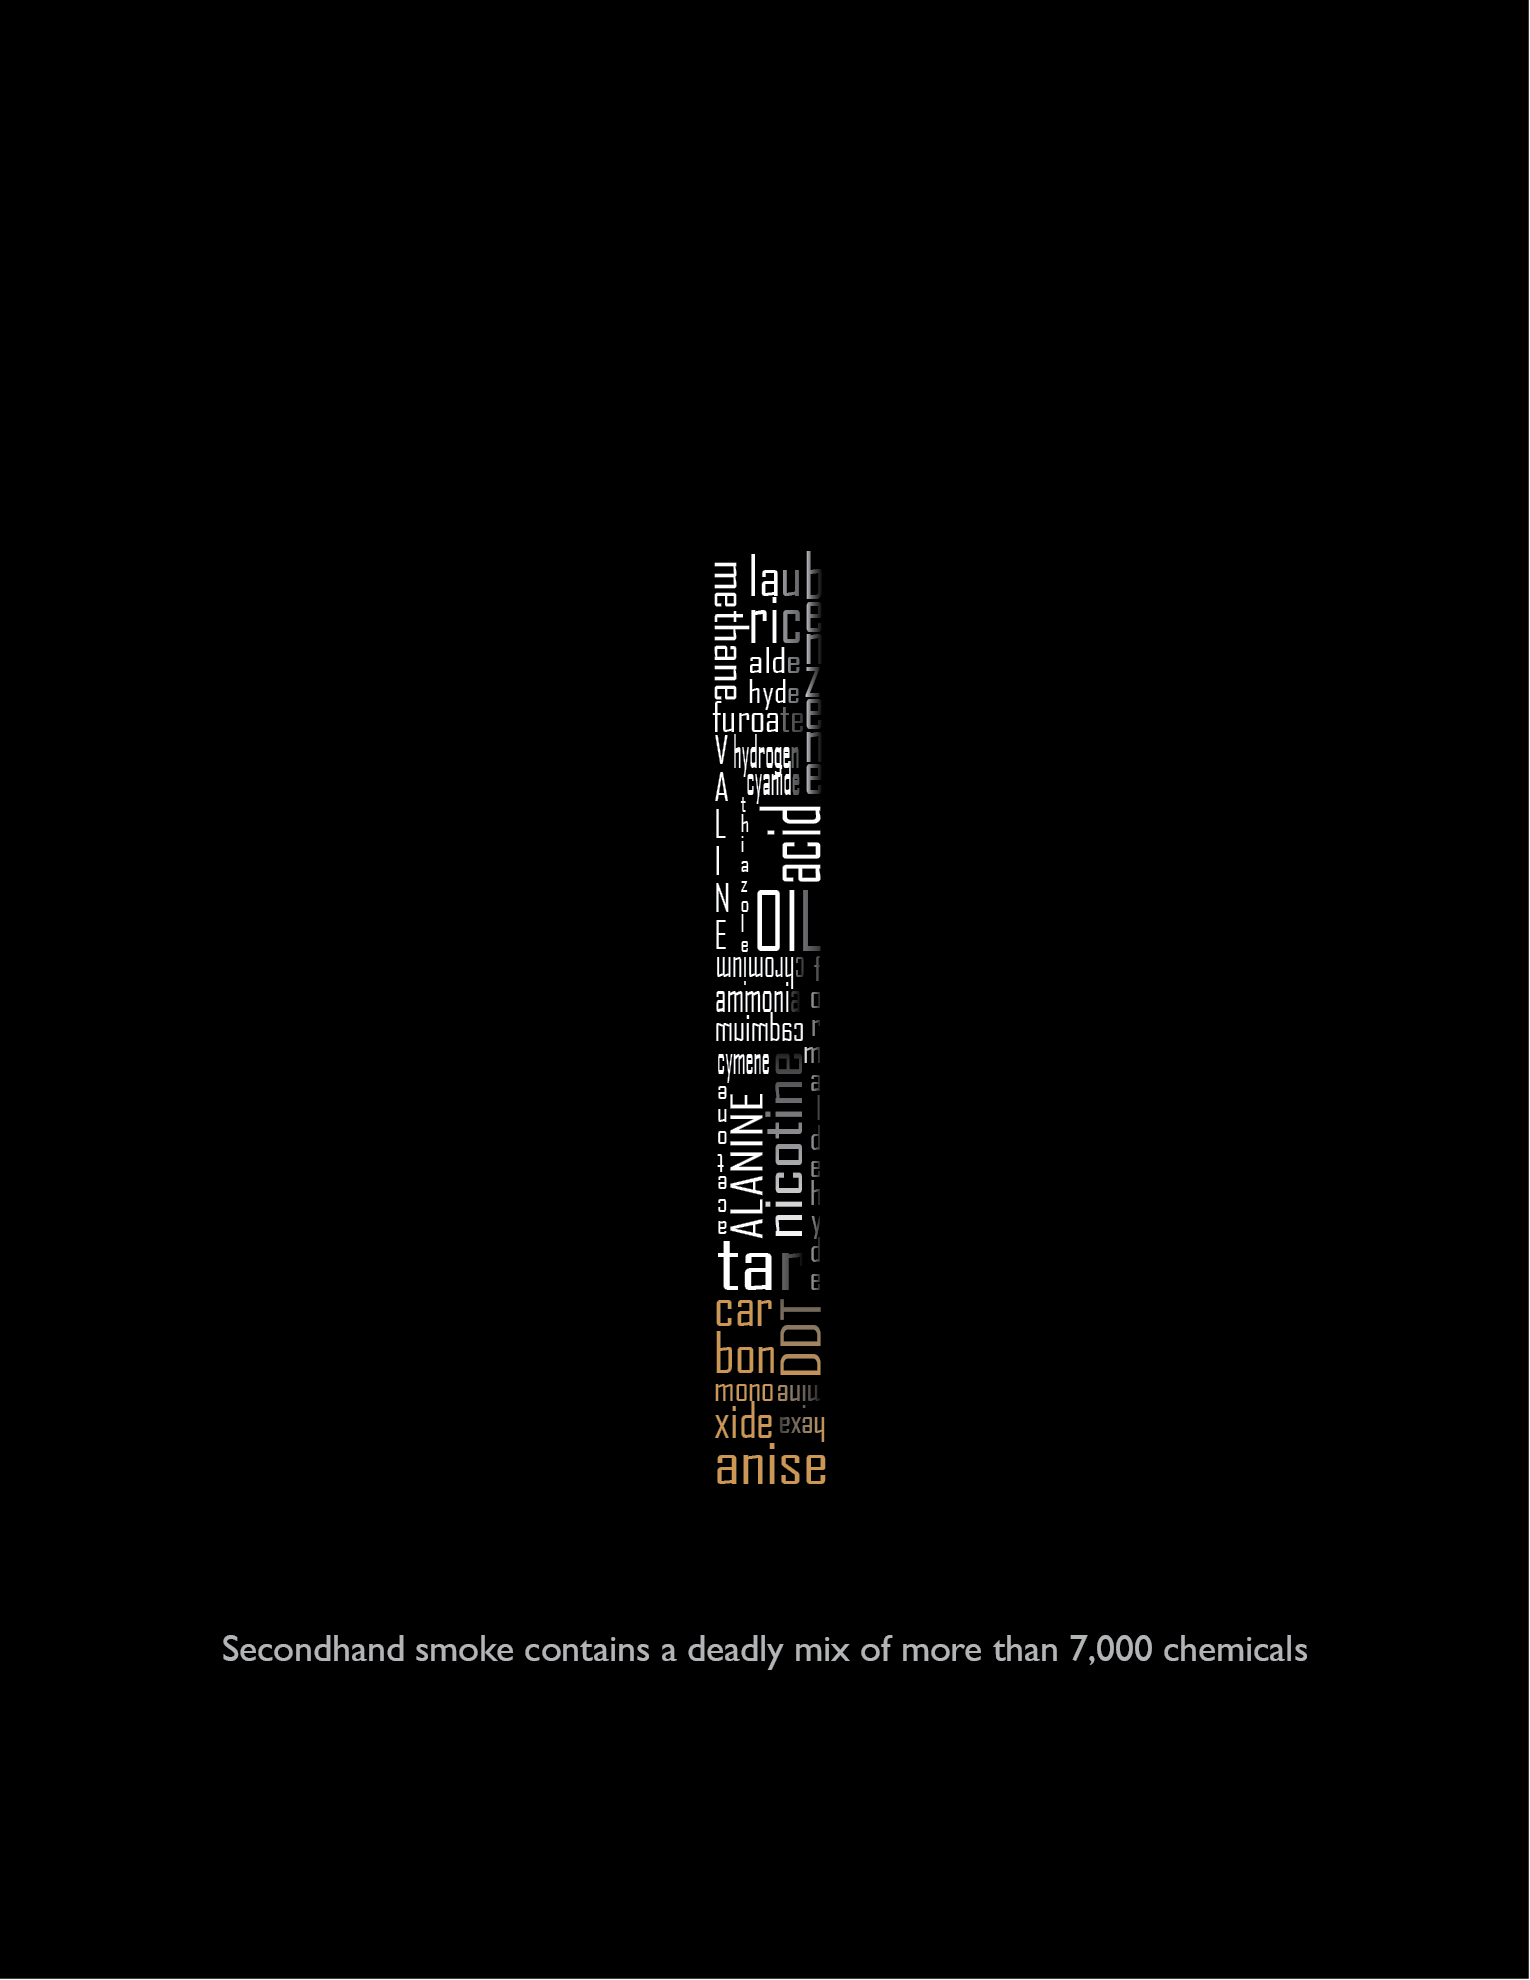 methane
lau
ric
benzene
alde
hyde
furoate
VALINE
hydrogen
cyanide
thiazole
acid
OIL
chromium
formaldehyde
ammonia
cadmium
cymene
nicotine
acetone
ALANINE
tar
car
bon
DDT
mono
xide
hexa
anise
Secondhand smoke contains a deadly mix of more than 7,000 chemicals